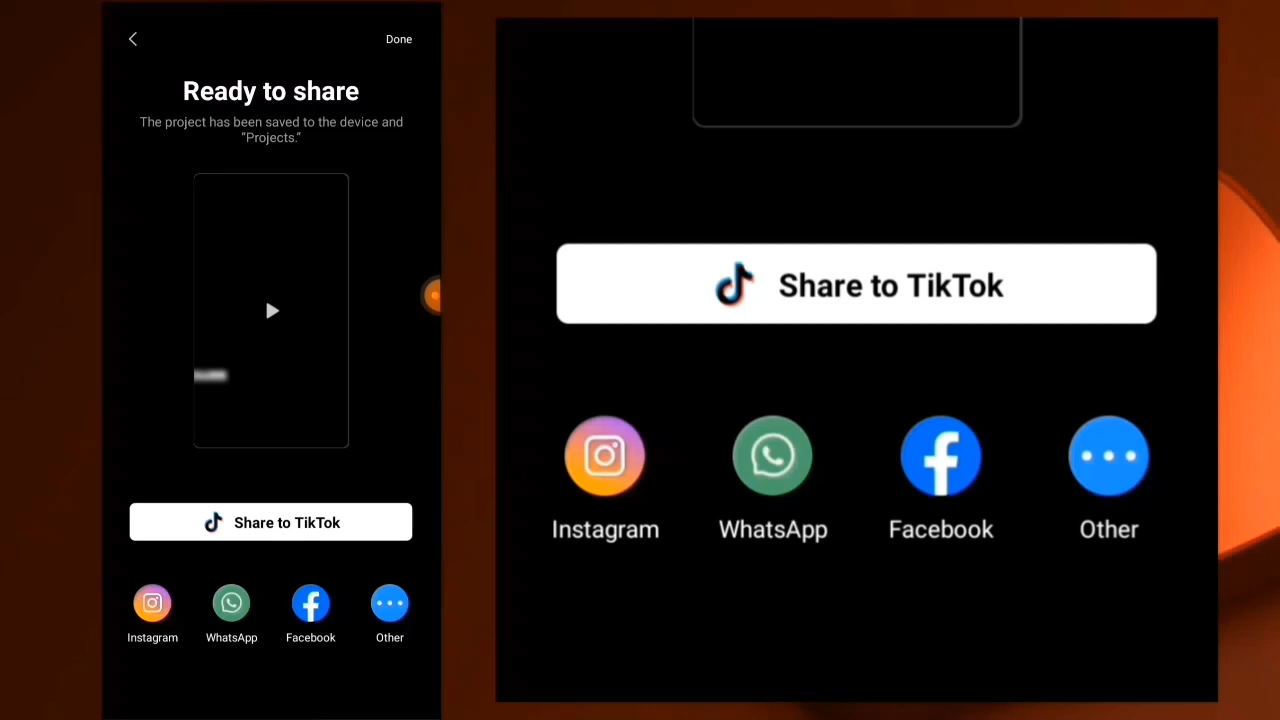 Done
Ready to share
The project has been saved to the device and
“Projects.”
Share to TikTok
Instagram WhatsApp Facebook Other
Share to TikTok
Instagram WhatsApp Facebook Other